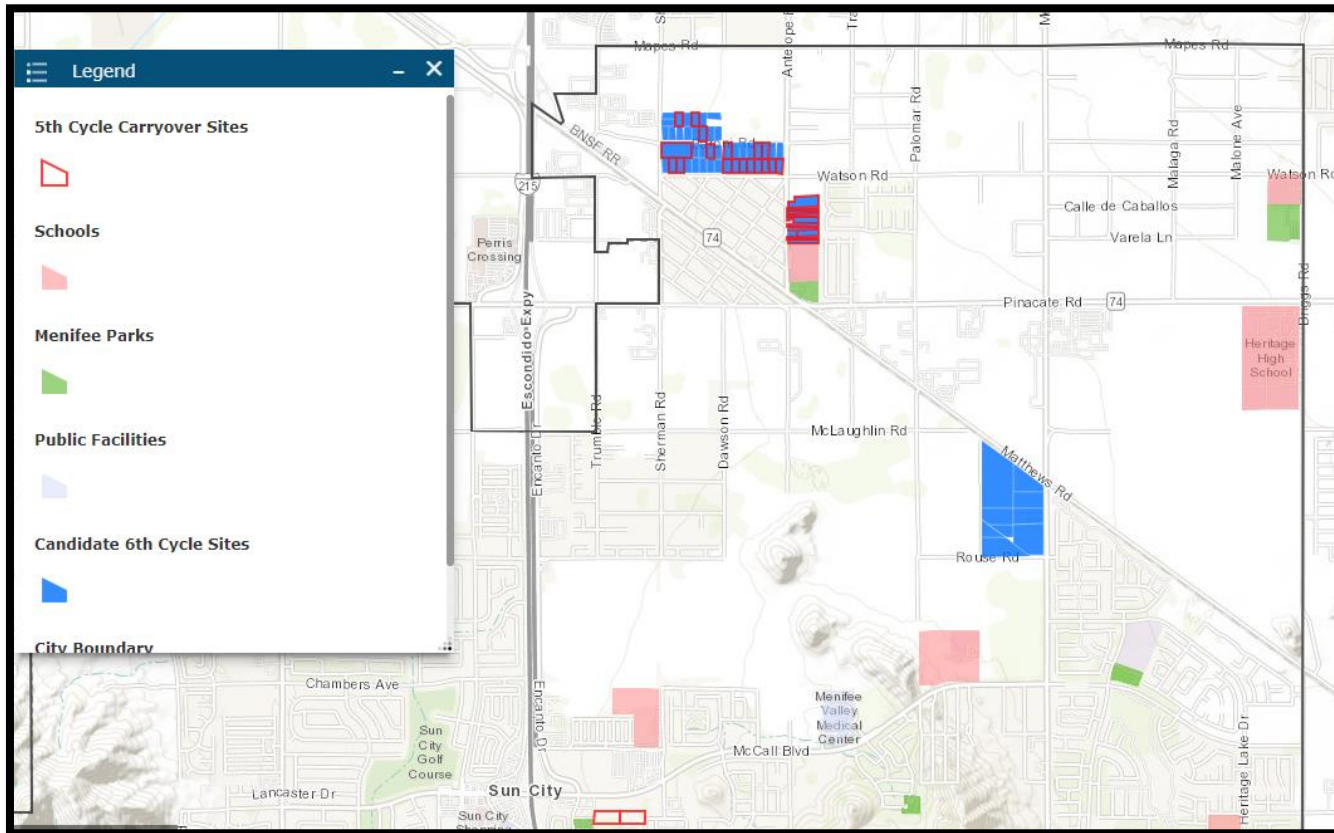 Legend
5th Cycle Carryover Sites
Schools
Menifee Parks
Public Facilities
Candidate 6th Cycle Sites
City Boundary
Mapes Rd
Mapes Rd
BNSF RR
Palomar Rd
Malaga Rd
Malone Ave
Watson Rd
Watson Rd
215
Calle de Caballos
Varela Ln
74
Perris
Crossing
Pinacate Rd
74
Briggs Rd
Escondido Expy
Heritage
High
School
Trumble Rd
Sherman Rd
Dawson Rd
McLaughlin Rd
Encanto Dr
Matthews Rd
Rouse Rd
Chambers Ave
Encanto Dr
Menifee
Valley
Medical
Center
Sun
City
Golf
Course
McCall Blvd
Heritage Lake Dr
Lancaster Dr
Sun City
Sun City